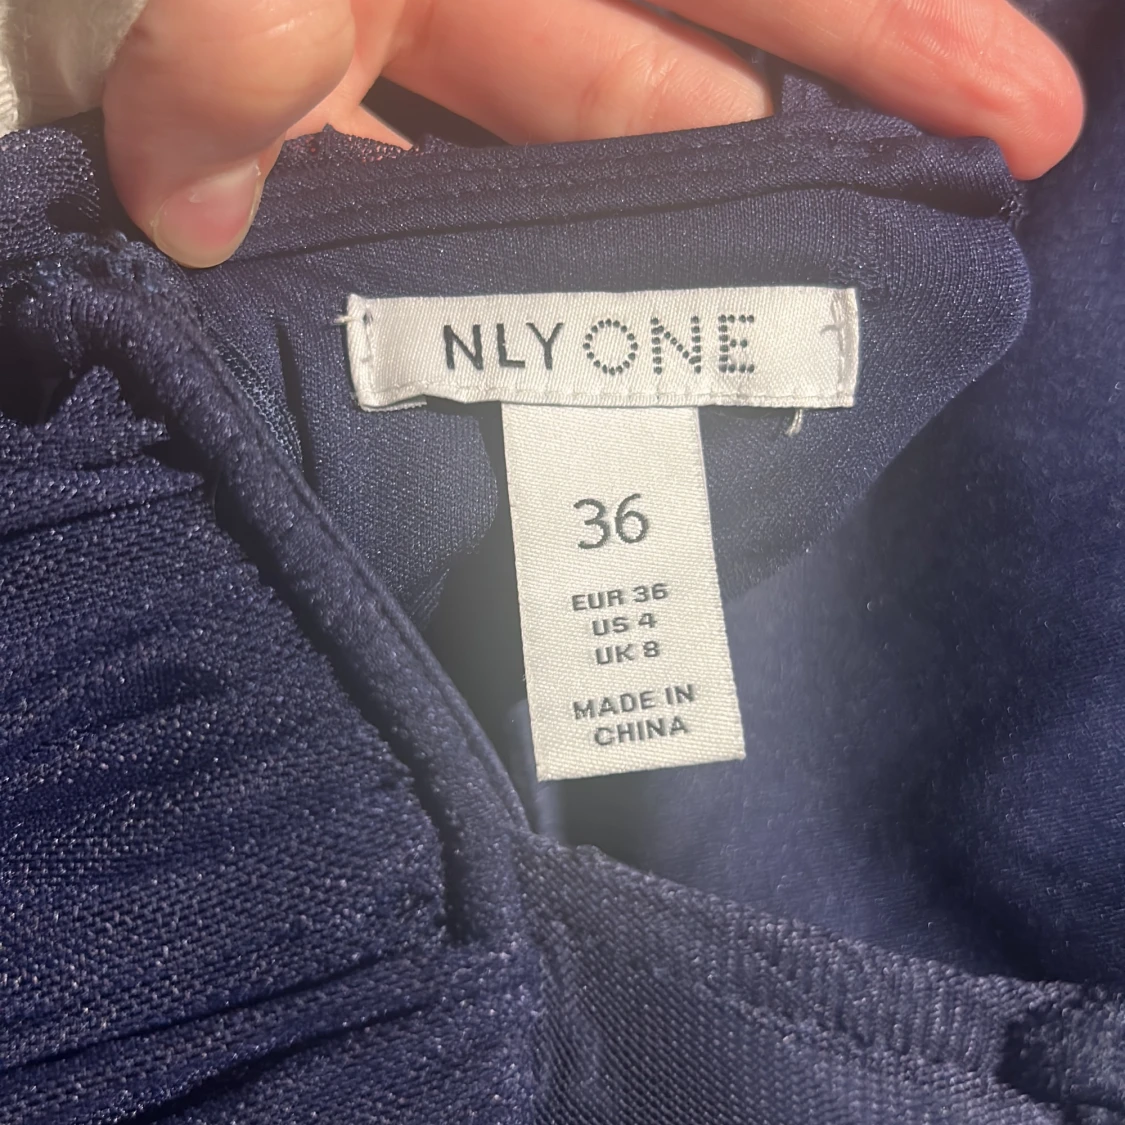 NLY ONE
36
EUR 36
US 4
UK 8
MADE IN
CHINA